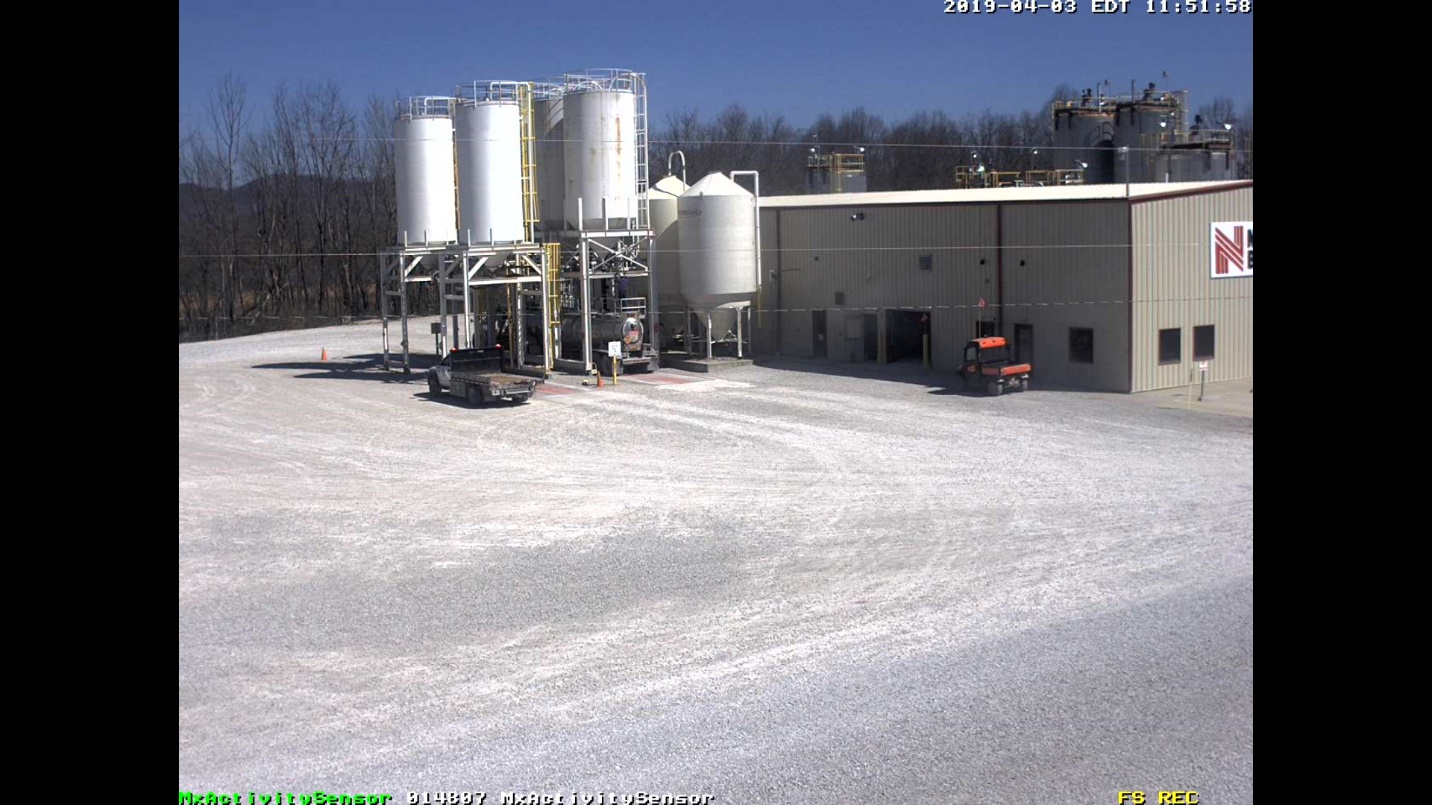 2019-04-03 EDT 11:51:58
N
MxActivitySensor 014807 MxActivitySensor
FS REC